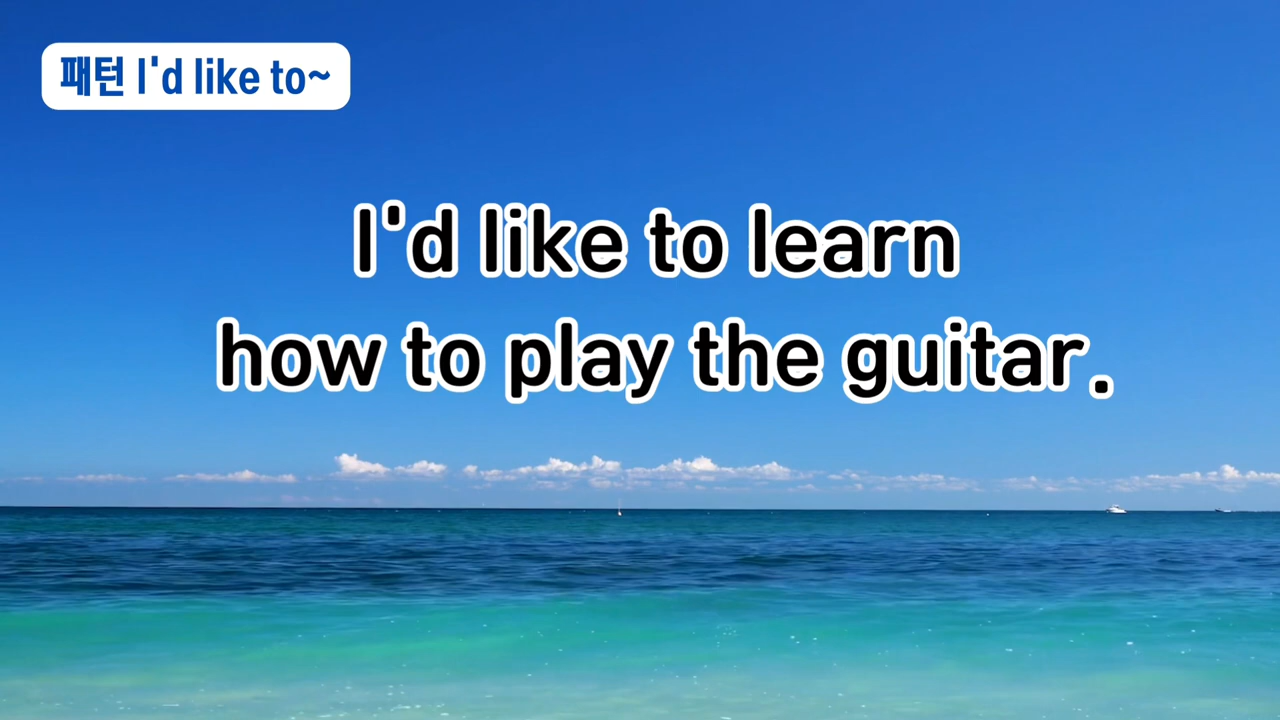 패턴 I'd like to~
I'd like to learn
how to play the guitar.